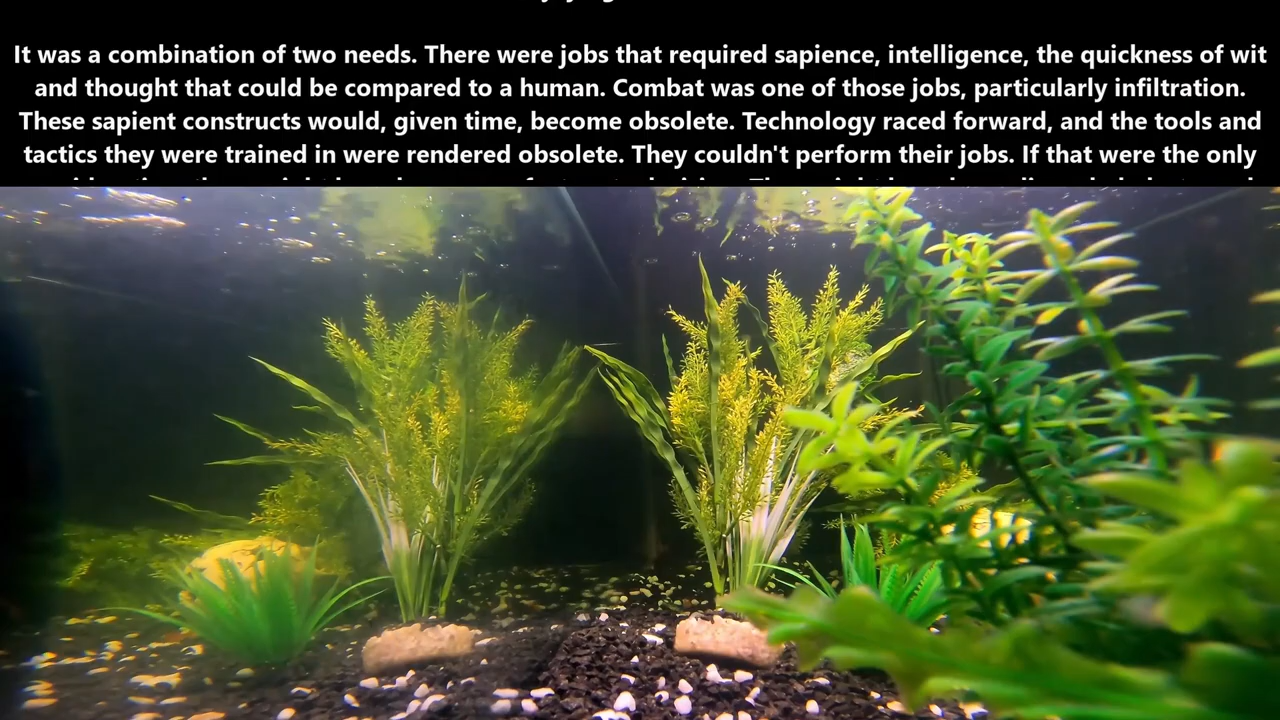 It was a combination of two needs. There were jobs that required sapience, intelligence, the quickness of wit
and thought that could be compared to a human. Combat was one of those jobs, particularly infiltration.
These sapient constructs would, given time, become obsolete. Technology raced forward, and the tools and
tactics they were trained in were rendered obsolete. They couldn't perform their jobs. If that were the only